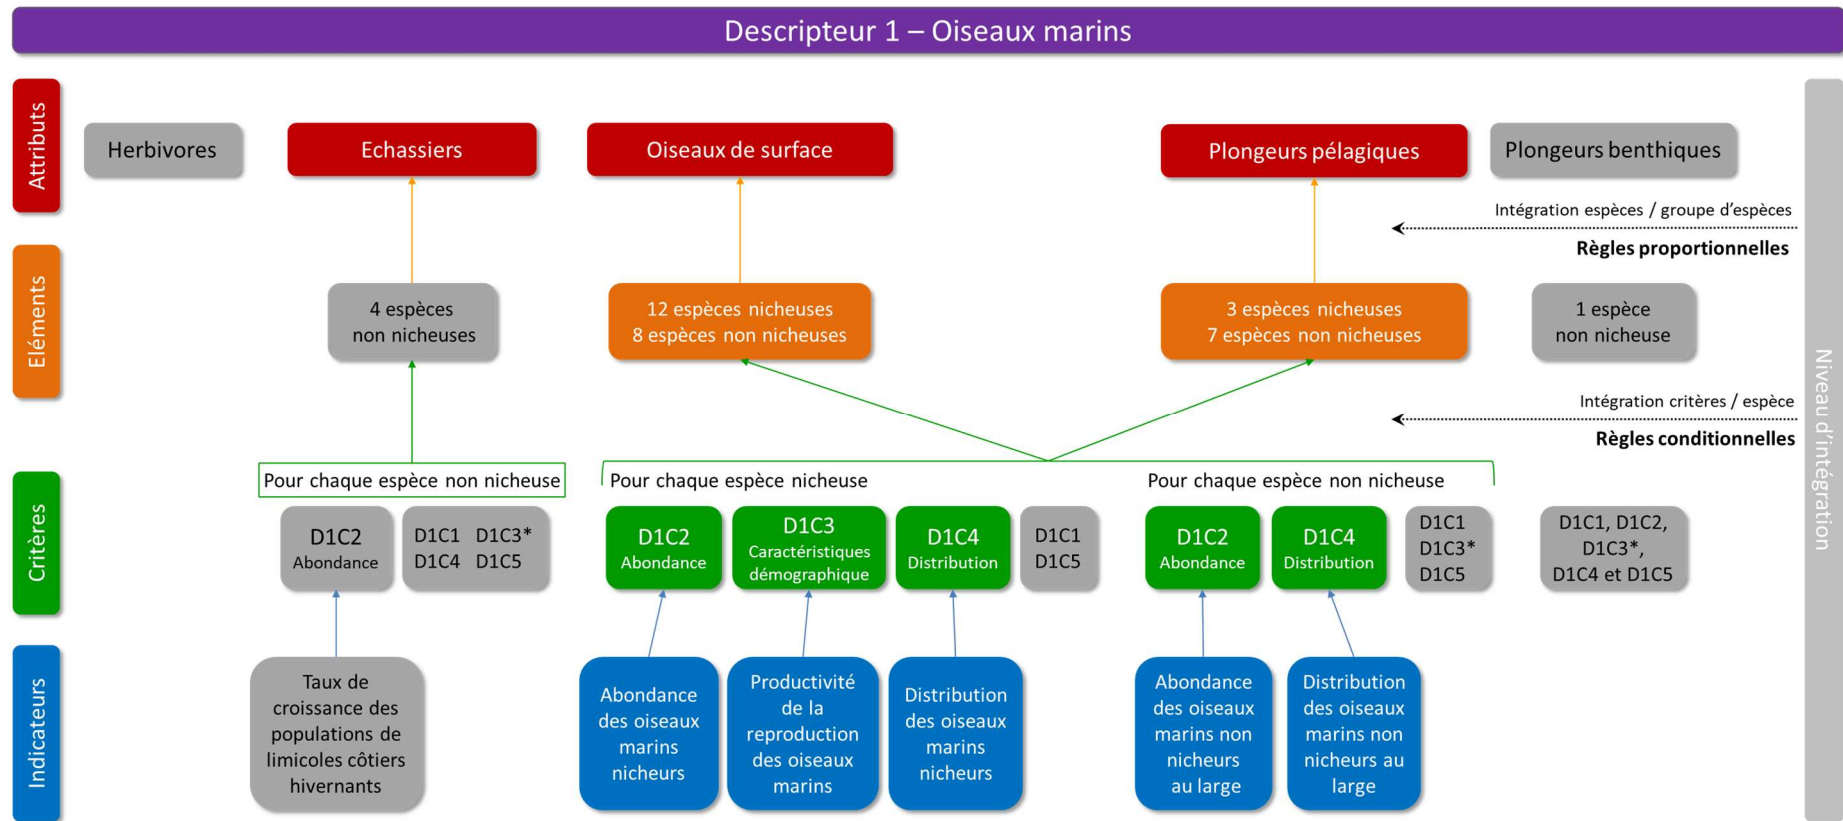 Descripteur 1 – Oiseaux marins
Attributs
Herbivores
Echassiers
Oiseaux de surface
Plongeurs pélagiques
Plongeurs benthiques
Intégration espèces / groupe d'espèces
Règles proportionnelles
Eléments
4 espèces
non nicheuses
12 espèces nicheuses
8 espèces non nicheuses
3 espèces nicheuses
7 espèces non nicheuses
1 espèce
non nicheuse
Intégration critères / espèce
Règles conditionnelles
Niveau d'intégration
Critères
Pour chaque espèce non nicheuse
Pour chaque espèce nicheuse
Pour chaque espèce non nicheuse
D1C2
Abondance
D1C1 D1C3*
D1C4 D1C5
D1C2
Abondance
D1C3
Caractéristiques
démographique
D1C4
Distribution
D1C1
D1C5
D1C2
Abondance
D1C4
Distribution
D1C1
D1C3*
D1C5
D1C1, D1C2,
D1C3*,
D1C4 et D1C5
Indicateurs
Taux de
croissance des
populations de
limicoles côtiers
hivernants
Abondance
des oiseaux
marins
nicheurs
Productivité
de la
reproduction
des oiseaux
marins
Distribution
des oiseaux
marins
nicheurs
Abondance
des oiseaux
marins non
nicheurs
au large
Distribution
des oiseaux
marins non
nicheurs au
large